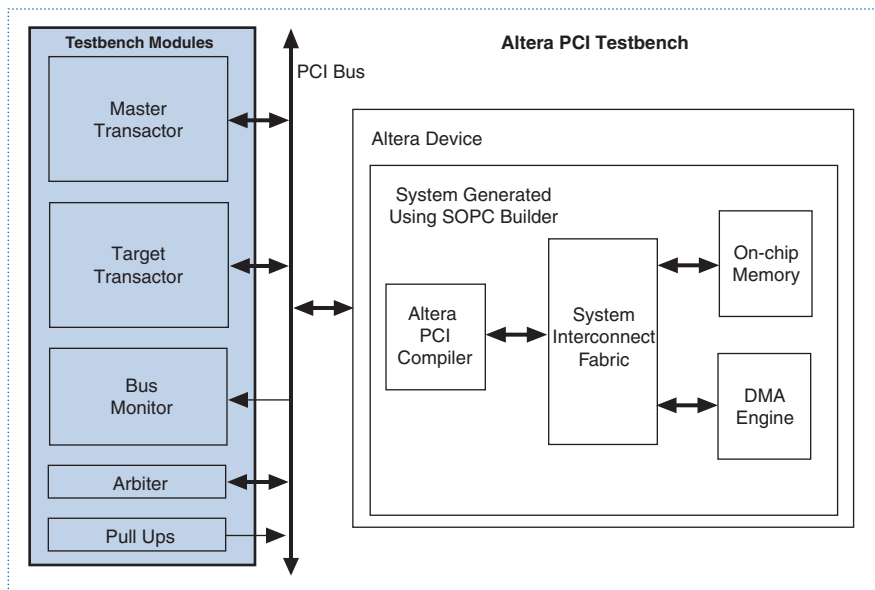 Testbench Modules
Altera PCI Testbench
PCI Bus
Master
Transactor
Target
Transactor
Bus
Monitor
Arbiter
Pull Ups
Altera Device
System Generated
Using SOPC Builder
Altera
PCI
Compiler
System
Interconnect
Fabric
On-chip
Memory
DMA
Engine